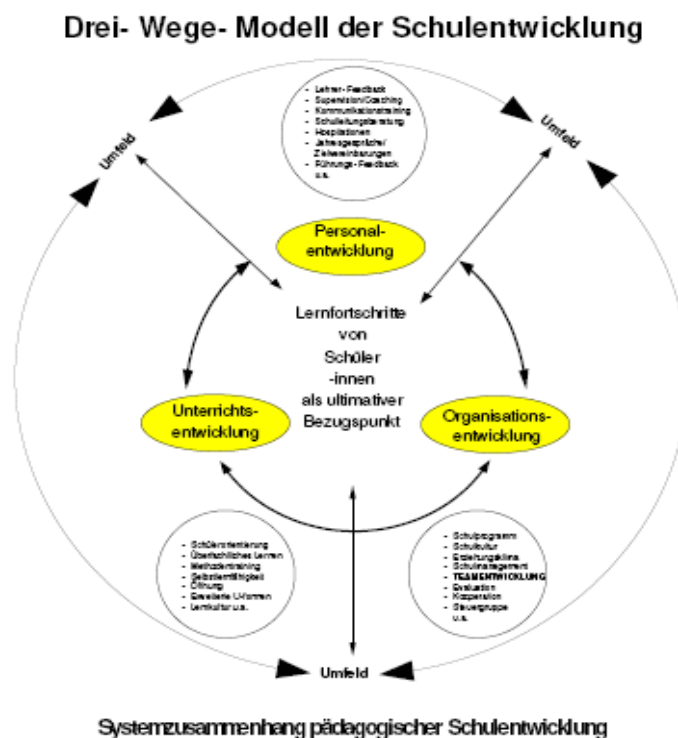 Drei- Wege- Modell der Schulentwicklung
- Lehrer- Feedback
- Supervision/Coaching
- Kommunikationstraining
- Schulleitungsberatung
- Hospitationen
- Jahresgespräche/
Zielvereinbarungen
- Führungs- Feedback
u.a.
Umfeld
Umfeld
Personal-
entwicklung
Lernfortschritte
von
Schüler
-innen
als ultimativer
Bezugspunkt
Unterrichts-
entwicklung
Organisations-
entwicklung
- Schülerorientierung
- Überfachliches Lernen
- Methodentraining
- Selbstlernfähigkeit
- Öffnung
- Erweiterte U-formen
- Lernkultur u.a.
- Schulprogramm
- Schulkultur
- Erziehungsklima
- Schulmanagement
- TEAMENTWICKLUNG
- Evaluation
- Kooperation
- Steuergruppe
u.a.
Umfeld
Systemzusammenhang pädagogischer Schulentwicklung